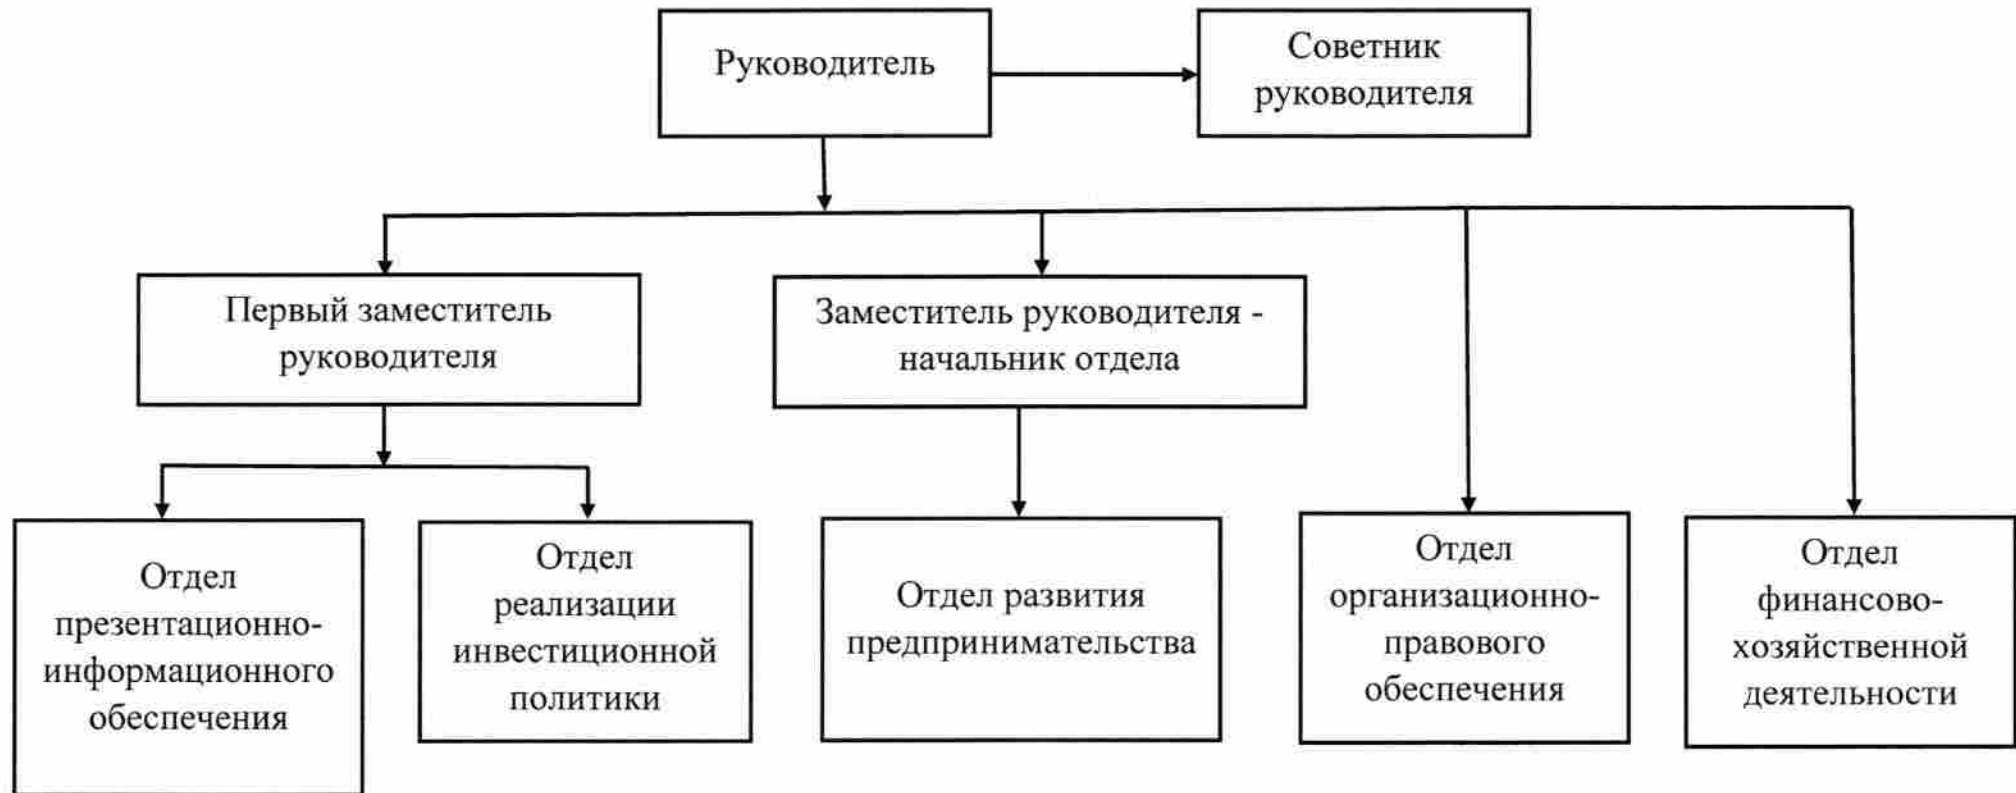 Руководитель
Советник
руководителя
Первый заместитель
руководителя
Заместитель руководителя -
начальник отдела
Отдел
презентационно-
информационного
обеспечения
Отдел
реализации
инвестиционной
политики
Отдел развития
предпринимательства
Отдел
организационно-
правового
обеспечения
Отдел
финансово-
хозяйственной
деятельности